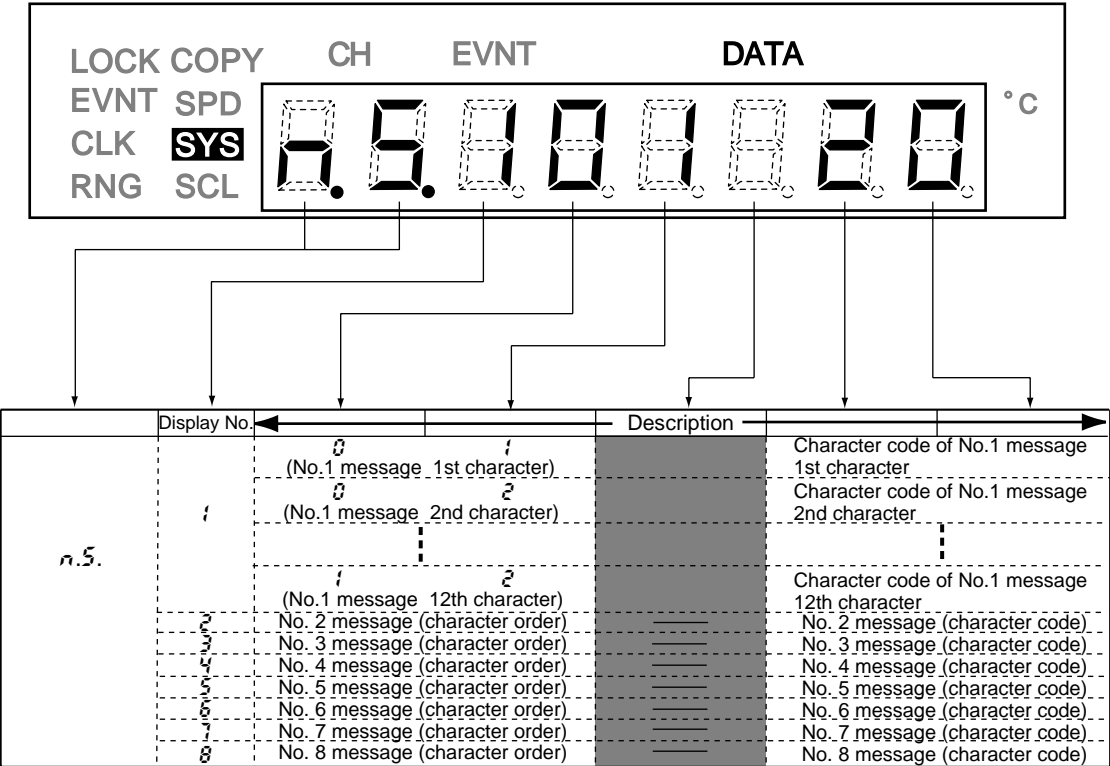 LOCK COPY CH EVNT DATA
EVNT SPD °C
CLK SYS
RNG SCL
n.5.101 20
Display No. Description
0 1 Character code of No.1 message
(No.1 message 1st character) 1st character
0 2 Character code of No.1 message
1 (No.1 message 2nd character) 2nd character
n.5.
1 2 Character code of No.1 message
(No.1 message 12th character) 12th character
2 No. 2 message (character order) No. 2 message (character code)
3 No. 3 message (character order) No. 3 message (character code)
4 No. 4 message (character order) No. 4 message (character code)
5 No. 5 message (character order) No. 5 message (character code)
6 No. 6 message (character order) No. 6 message (character code)
7 No. 7 message (character order) No. 7 message (character code)
8 No. 8 message (character order) No. 8 message (character code)